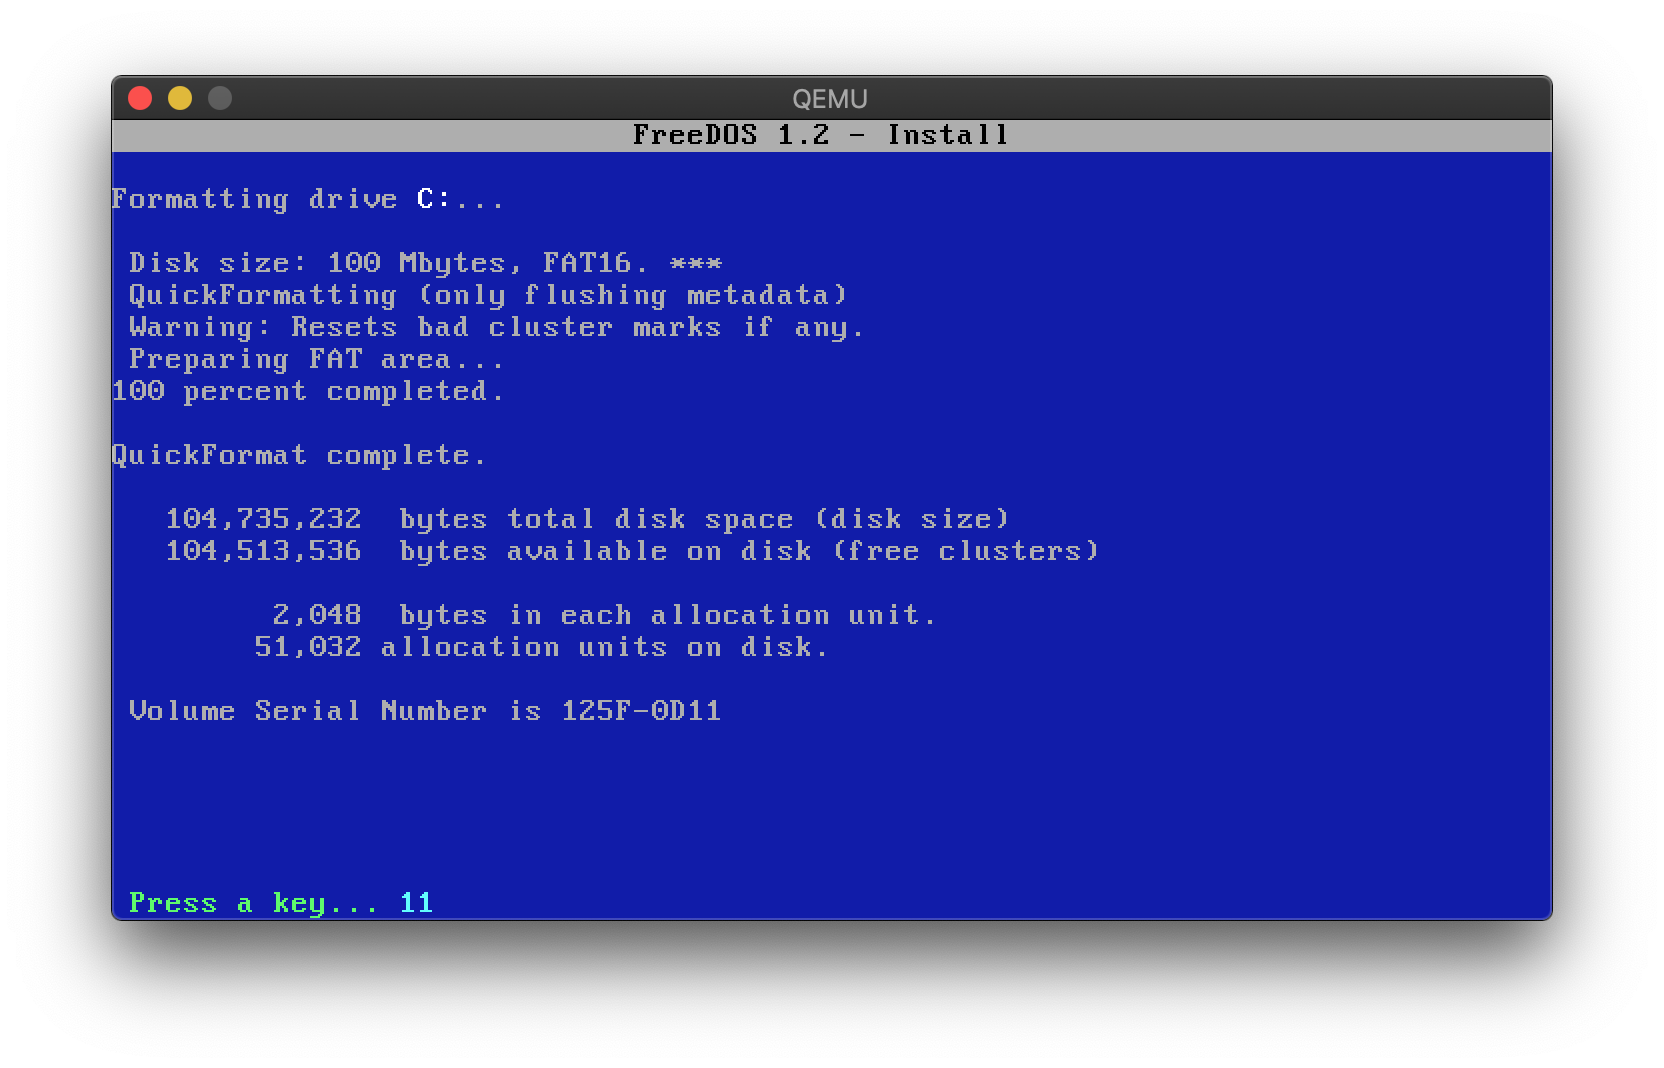 QEMU
FreeDOS 1.2 - Install
Formatting drive C:...
Disk size: 100 Mbytes, FAT16. ***
QuickFormatting (only flushing metadata)
Warning: Resets bad cluster marks if any.
Preparing FAT area...
100 percent completed.
QuickFormat complete.
104,735,232  bytes total disk space (disk size)
104,513,536  bytes available on disk (free clusters)
2,048  bytes in each allocation unit.
51,032 allocation units on disk.
Volume Serial Number is 125F-0D11
Press a key... 11